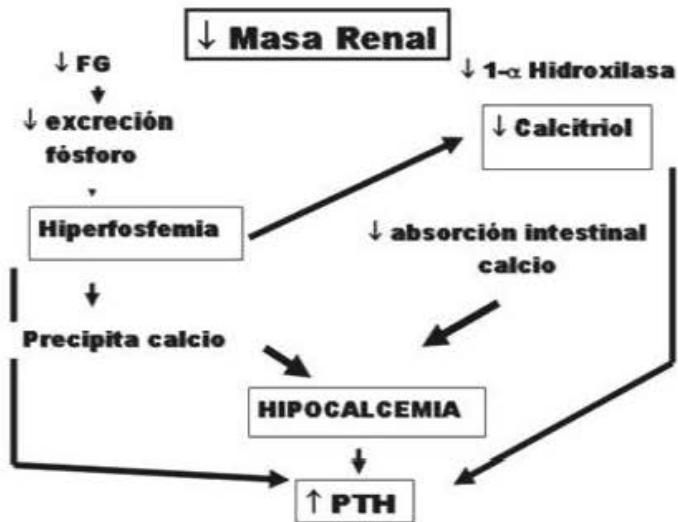 ↓ Masa Renal
↓ FG
↓ excreción
fósforo
Hiperfosfemia
Precipita calcio
↓ 1-α Hidroxilasa
↓ Calcitriol
↓ absorción intestinal
calcio
HIPOCALCEMIA
↑ PTH